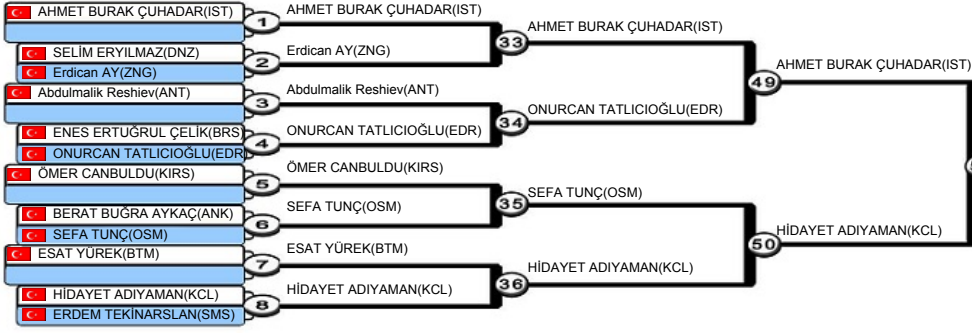 AHMET BURAK ÇUHADAR(IST)
1
SELİM ERYILMAZ(DNZ)
Erdican AY(ZNG)
2
Abdulmalik Reshiev(ANT)
3
ENES ERTUĞRUL ÇELİK(BRS)
ONURCAN TATLICIOĞLU(EDR
4
ÖMER CANBULDU(KIRS)
5
BERAT BUĞRA AYKAÇ(ANK)
SEFA TUNÇ(OSM)
6
ESAT YÜREK(BTM)
7
HİDAYET ADIYAMAN(KCL)
ERDEM TEKİNARSLAN(SMS)
8
AHMET BURAK ÇUHADAR(IST)
Erdican AY(ZNG)
33
Abdulmalik Reshiev(ANT)
ONURCAN TATLICIOĞLU(EDR)
34
ÖMER CANBULDU(KIRS)
SEFA TUNÇ(OSM)
35
ESAT YÜREK(BTM)
HİDAYET ADIYAMAN(KCL)
36
AHMET BURAK ÇUHADAR(IST)
ONURCAN TATLICIOĞLU(EDR)
49
SEFA TUNÇ(OSM)
HİDAYET ADIYAMAN(KCL)
50
AHMET BURAK ÇUHADAR(IST)
HİDAYET ADIYAMAN(KCL)